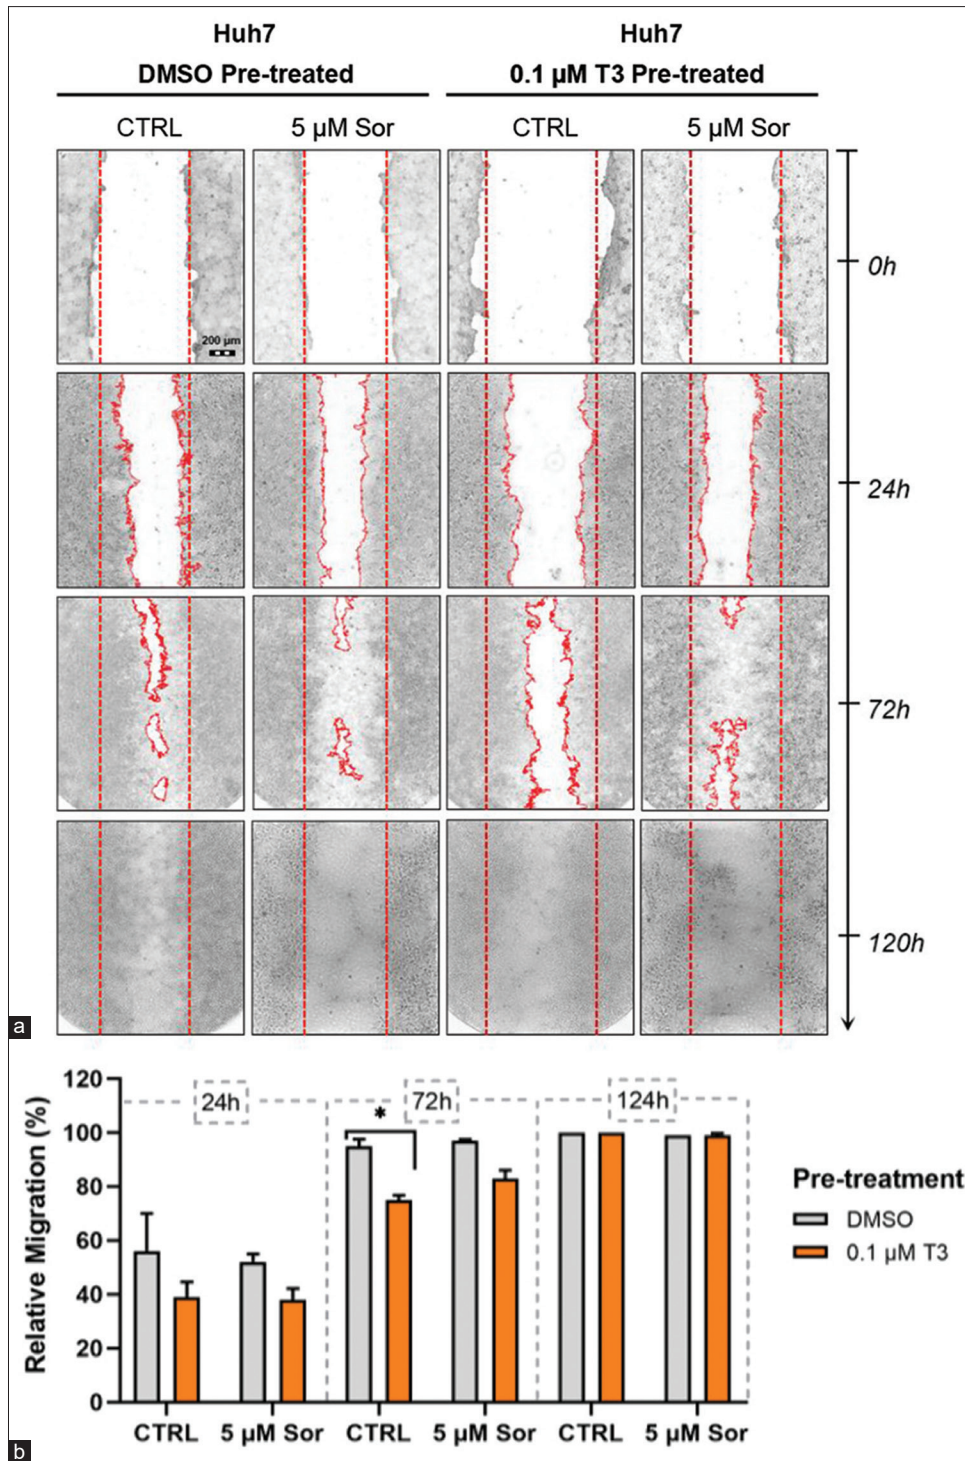 Huh7
DMSO Pre-treated
Huh7
0.1 µM T3 Pre-treated
CTRL
5 µM Sor
CTRL
5 µM Sor
200 µm
0h
24h
72h
120h
a
Relative Migration (%)
120
100
80
60
40
20
0
24h
72h
124h
*
CTRL
5 µM Sor
CTRL
5 µM Sor
CTRL
5 µM Sor
Pre-treatment
DMSO
0.1 µM T3
b